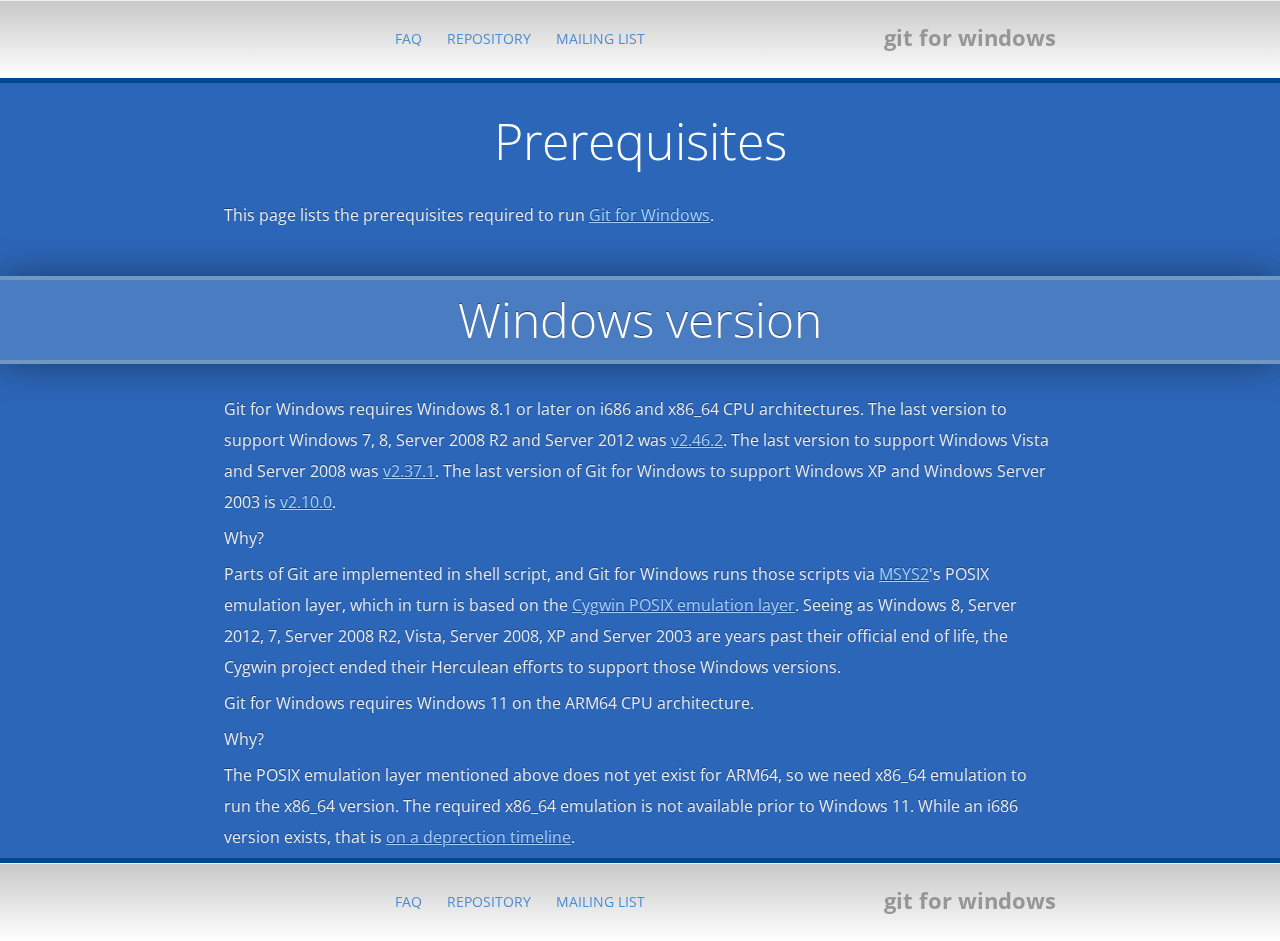 FAQ REPOSITORY MAILING LIST git for windows
Prerequisites
This page lists the prerequisites required to run Git for Windows.
Windows version
Git for Windows requires Windows 8.1 or later on i686 and x86_64 CPU architectures. The last version to
support Windows 7, 8, Server 2008 R2 and Server 2012 was v2.46.2. The last version to support Windows Vista
and Server 2008 was v2.37.1. The last version of Git for Windows to support Windows XP and Windows Server
2003 is v2.10.0.
Why?
Parts of Git are implemented in shell script, and Git for Windows runs those scripts via MSYS2's POSIX
emulation layer, which in turn is based on the Cygwin POSIX emulation layer. Seeing as Windows 8, Server
2012, 7, Server 2008 R2, Vista, Server 2008, XP and Server 2003 are years past their official end of life, the
Cygwin project ended their Herculean efforts to support those Windows versions.
Git for Windows requires Windows 11 on the ARM64 CPU architecture.
Why?
The POSIX emulation layer mentioned above does not yet exist for ARM64, so we need x86_64 emulation to
run the x86_64 version. The required x86_64 emulation is not available prior to Windows 11. While an i686
version exists, that is on a deprection timeline.
FAQ REPOSITORY MAILING LIST git for windows